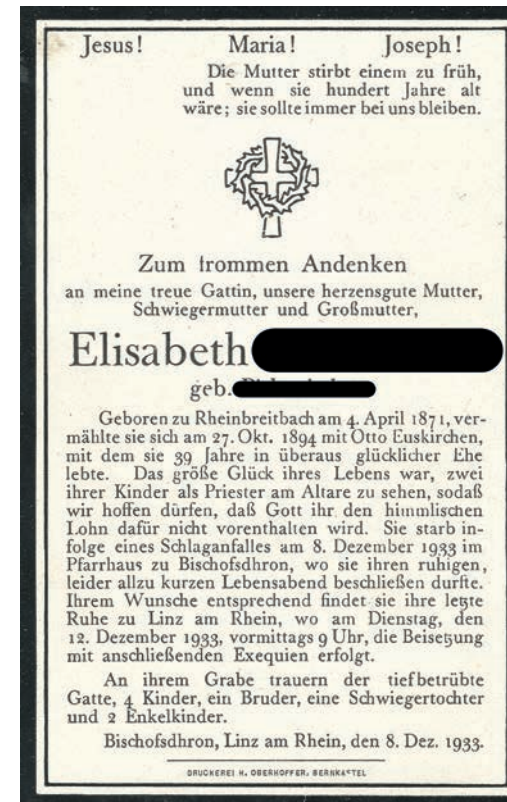 Jesus! Maria! Joseph!
Die Mutter stirbt einem zu früh,
und wenn sie hundert Jahre alt
wäre; sie sollte immer bei uns bleiben.
Zum frommen Andenken
an meine treue Gattin, unsere herzensgute Mutter,
Schwiegermutter und Großmutter,
Elisabeth
geb.
Geboren zu Rheinbreitbach am 4. April 1871, ver-
mählte sie sich am 27. Okt. 1894 mit Otto Euskirchen,
mit dem sie 39 Jahre in überaus glücklicher Ehe
lebte. Das größte Glück ihres Lebens war, zwei
ihrer Kinder als Priester am Altare zu sehen, sodaß
wir hoffen dürfen, daß Gott ihr den himmlischen
Lohn dafür nicht vorenthalten wird. Sie starb in-
folge eines Schlaganfalles am 8. Dezember 1933 im
Pfarrhaus zu Bischofsdhron, wo sie ihren ruhigen,
leider allzu kurzen Lebensabend beschließen durfte.
Ihrem Wunsche entsprechend findet sie ihre letzte
Ruhe zu Linz am Rhein, wo am Dienstag, den
12. Dezember 1933, vormittags 9 Uhr, die Beisetzung
mit anschließenden Exequien erfolgt.
An ihrem Grabe trauern der tiefbetrübte
Gatte, 4 Kinder, ein Bruder, eine Schwiegertochter
und 2 Enkelkinder.
Bischofsdhron, Linz am Rhein, den 8. Dez. 1933.
DRUCKEREI H. OBERHOFFER, BERNKASTEL